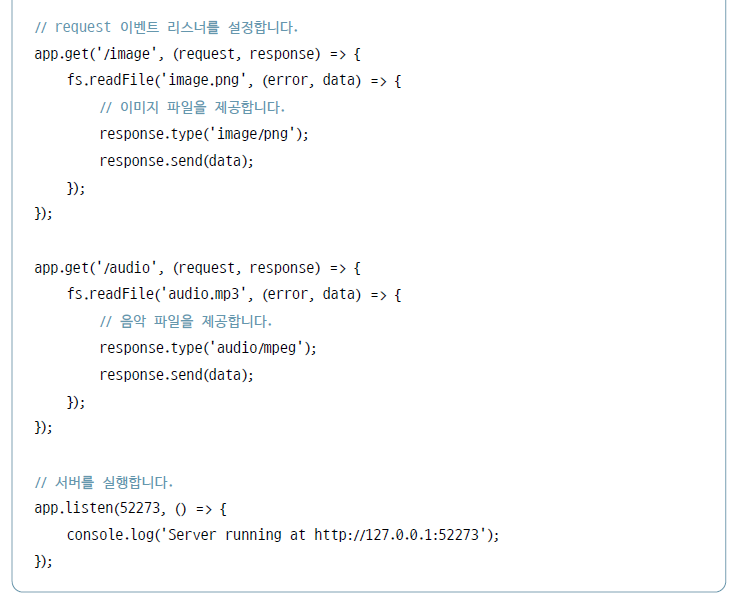 // request 이벤트 리스너를 설정합니다.
app.get('/image', (request, response) => {
    fs.readFile('image.png', (error, data) => {
        // 이미지 파일을 제공합니다.
        response.type('image/png');
        response.send(data);
    });
});

app.get('/audio', (request, response) => {
    fs.readFile('audio.mp3', (error, data) => {
        // 음악 파일을 제공합니다.
        response.type('audio/mpeg');
        response.send(data);
    });
});

// 서버를 실행합니다.
app.listen(52273, () => {
    console.log('Server running at http://127.0.0.1:52273');
});